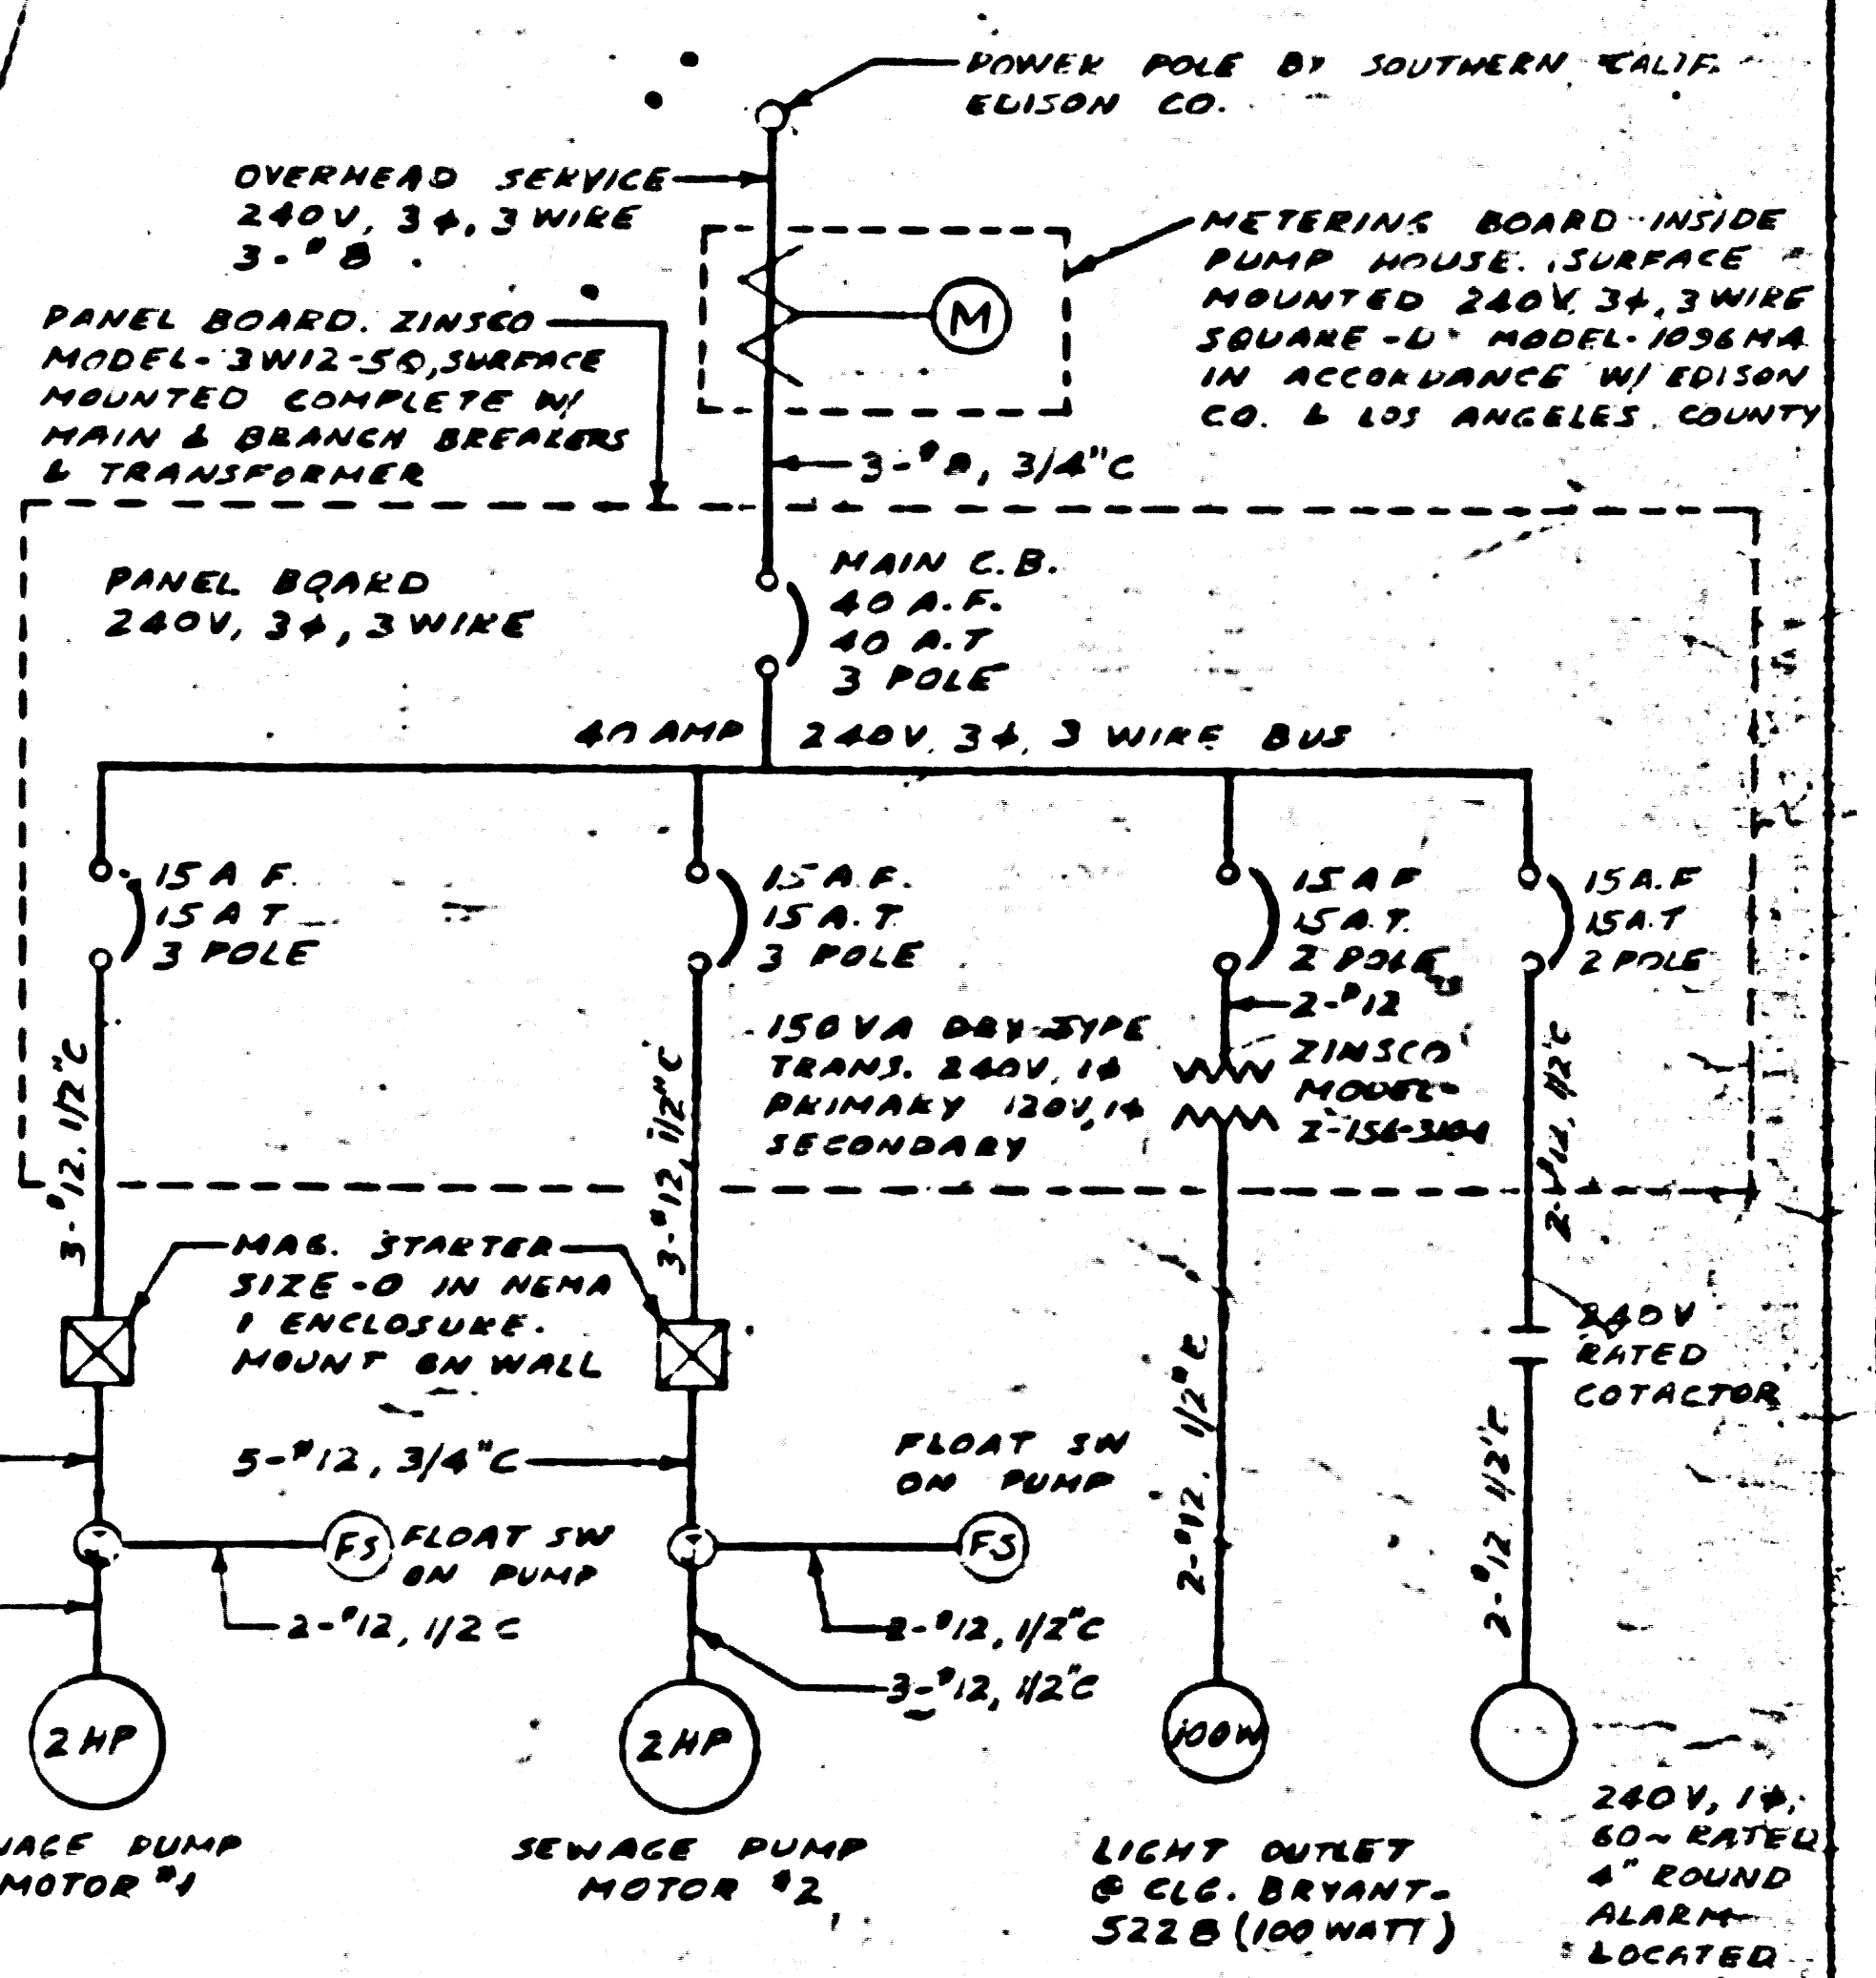 POWER POLE BY SOUTHERN CALIF.
EDISON CO.
OVERHEAD SERVICE
240V, 3φ, 3 WIRE
3-#8
METERING BOARD INSIDE
PUMP HOUSE. SURFACE
MOUNTED 240V, 3φ, 3 WIRE
SQUARE-D MODEL-1096MA
IN ACCORDANCE W/ EDISON
CO. & LOS ANGELES COUNTY
M
PANEL BOARD. ZINSCO
MODEL-3W12-50, SURFACE
MOUNTED COMPLETE W/
MAIN & BRANCH BREAKERS
& TRANSFORMER
3-#8, 3/4"C
PANEL BOARD
240V, 3φ, 3 WIRE
MAIN C.B.
40 A.F.
40 A.T
3 POLE
40 AMP 240V, 3φ, 3 WIRE BUS
15 A F.
15 A T
3 POLE
15 A.F.
15 A.T.
3 POLE
15 A F
15 A.T.
2 POLE
15 A.F
15 A.T
2 POLE
2-#12
150 VA DRY-TYPE
TRANS. 240V, 1φ
PRIMARY 120V, 1φ
SECONDARY
ZINSCO
MODEL-
3-#12, 1/2"C
3-#12, 1/2"C
2-#12, 1/2C
MAG. STARTER
SIZE-0 IN NEMA
1 ENCLOSURE.
MOUNT ON WALL
240V
RATED
COTACTOR
5-#12, 3/4"C
FLOAT SW
ON PUMP
FS
FLOAT SW
ON PUMP
FS
2-#12, 1/2"C
2-#12, 1/2"C
2-#12, 1/2 C
2-#12, 1/2"C
3-#12, 1/2"C
2 HP
2 HP
100W
WAGE PUMP
MOTOR #1
SEWAGE PUMP
MOTOR #2
LIGHT OUTLET
@ CLG. BRYANT-
522B (100 WATT)
240V, 1φ,
60~ RATED
4" ROUND
ALARM
LOCATED